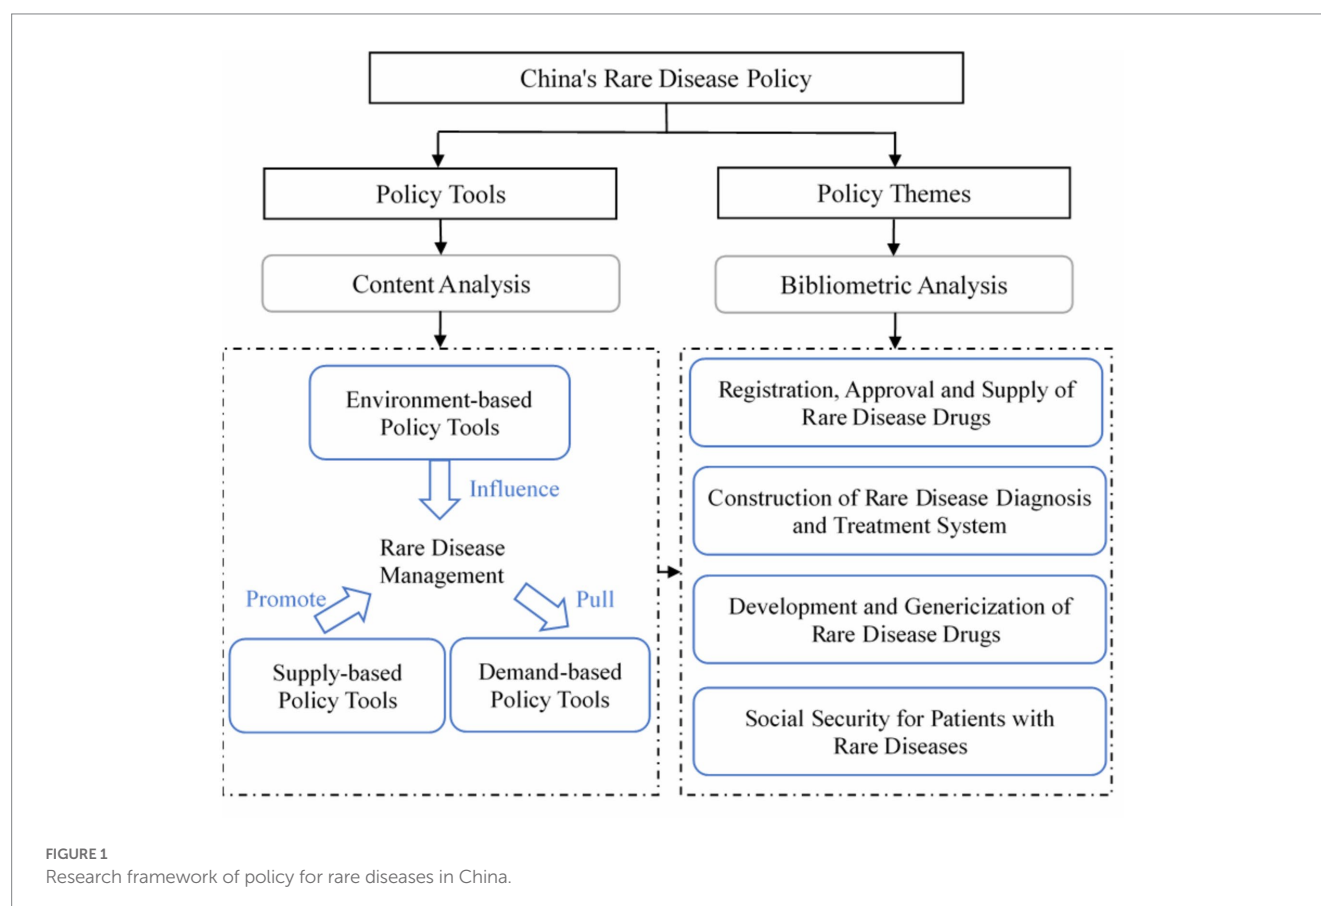 China's Rare Disease Policy
Policy Tools
Policy Themes
Content Analysis
Bibliometric Analysis
Environment-based
Policy Tools
Influence
Rare Disease
Management
Promote
Pull
Supply-based
Policy Tools
Demand-based
Policy Tools
Registration, Approval and Supply of
Rare Disease Drugs
Construction of Rare Disease Diagnosis
and Treatment System
Development and Genericization of
Rare Disease Drugs
Social Security for Patients with
Rare Diseases
FIGURE 1
Research framework of policy for rare diseases in China.